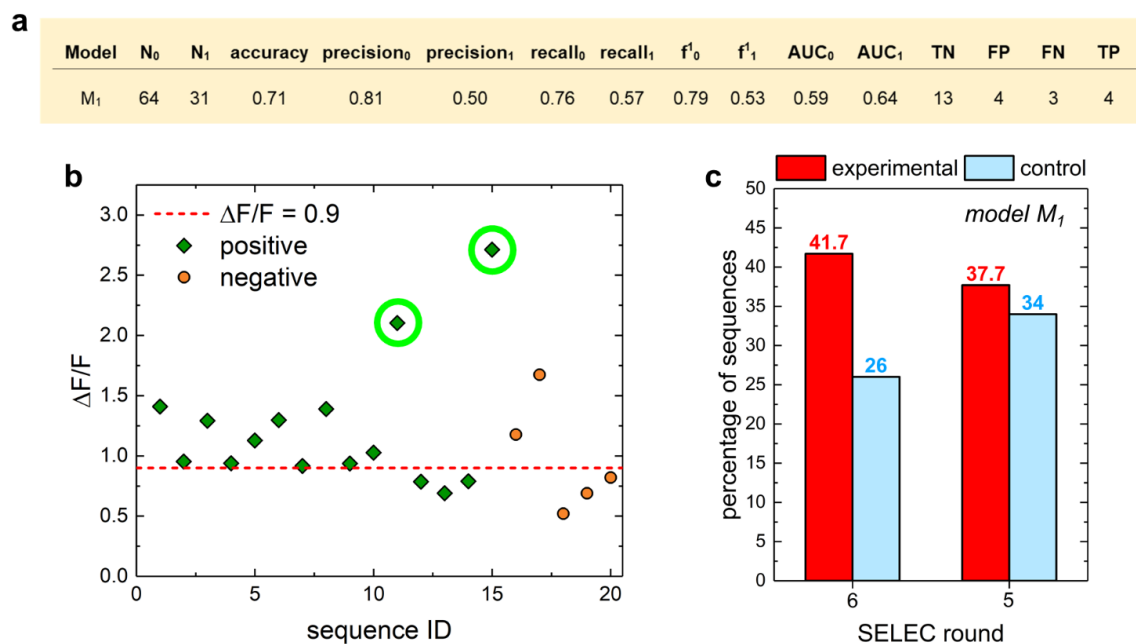 a
Model N₀ N₁ accuracy precision₀ precision₁ recall₀ recall₁ f¹₀ f¹₁ AUC₀ AUC₁ TN FP FN TP
M₁ 64 31 0.71 0.81 0.50 0.76 0.57 0.79 0.53 0.59 0.64 13 4 3 4
b
ΔF/F = 0.9
positive
negative
3.0
2.5
2.0
1.5
1.0
0.5
0.0
ΔF/F
0 5 10 15 20
sequence ID
c
experimental control
model M₁
50
45
40
35
30
25
20
15
10
5
0
percentage of sequences
41.7
26
37.7
34
6 5
SELEC round